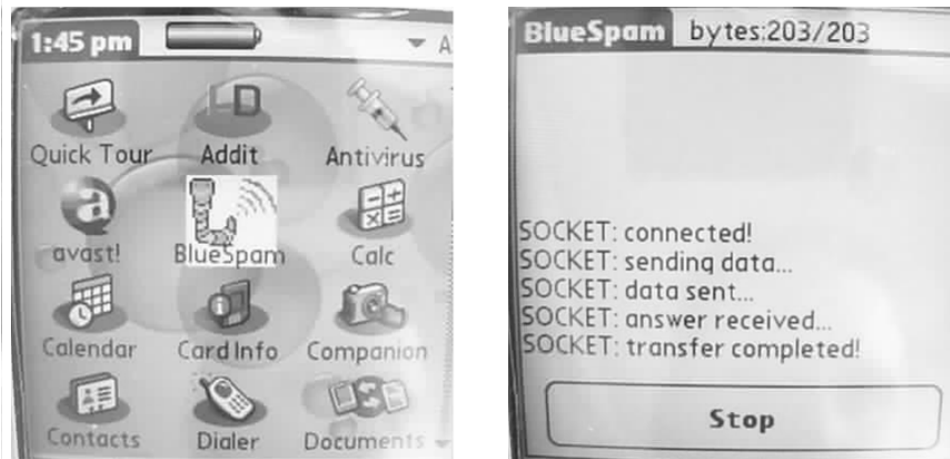 1:45 pm
A
Quick Tour
Addit
Antivirus
avast!
BlueSpam
Calc
Calendar
Card Info
Companion
Contacts
Dialer
Documents
BlueSpam bytes:203/203
SOCKET: connected!
SOCKET: sending data...
SOCKET: data sent...
SOCKET: answer received...
SOCKET: transfer completed!
Stop